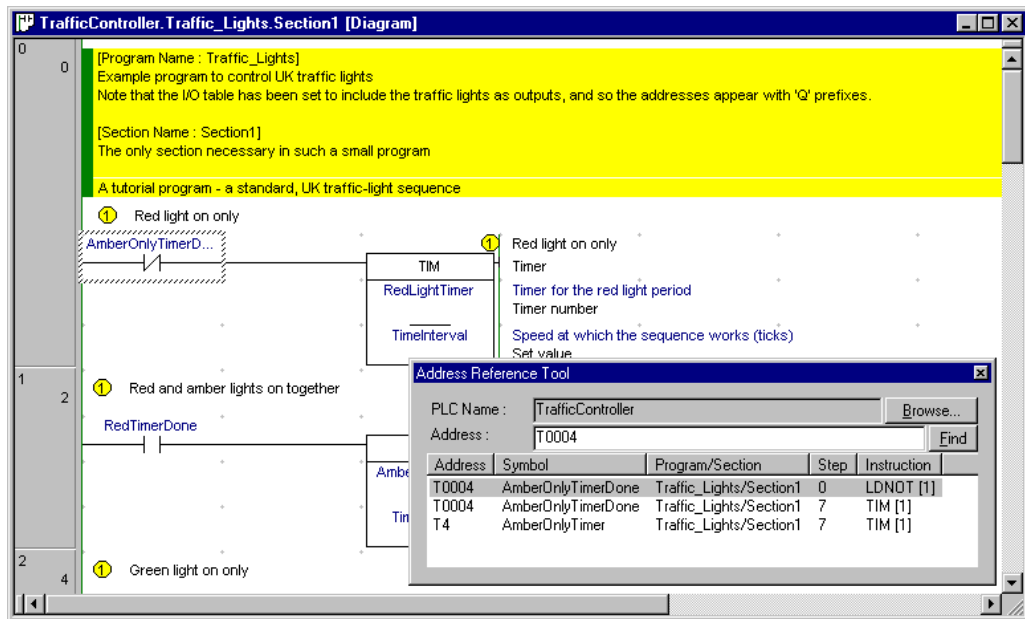 TrafficController.Traffic_Lights.Section1 [Diagram]
0
0
[Program Name : Traffic_Lights]
Example program to control UK traffic lights
Note that the I/O table has been set to include the traffic lights as outputs, and so the addresses appear with 'Q' prefixes.
[Section Name : Section1]
The only section necessary in such a small program
A tutorial program - a standard, UK traffic-light sequence
1 Red light on only
AmberOnlyTimerD...
1 Red light on only
TIM Timer
RedLightTimer Timer for the red light period
Timer number
TimeInterval Speed at which the sequence works (ticks)
Set value
1
2
1 Red and amber lights on together
RedTimerDone
Ambe
Tim
2
4
1 Green light on only
Address Reference Tool
PLC Name : TrafficController Browse...
Address : T0004 Find
Address Symbol Program/Section Step Instruction
T0004 AmberOnlyTimerDone Traffic_Lights/Section1 0 LDNOT [1]
T0004 AmberOnlyTimerDone Traffic_Lights/Section1 7 TIM [1]
T4 AmberOnlyTimer Traffic_Lights/Section1 7 TIM [1]